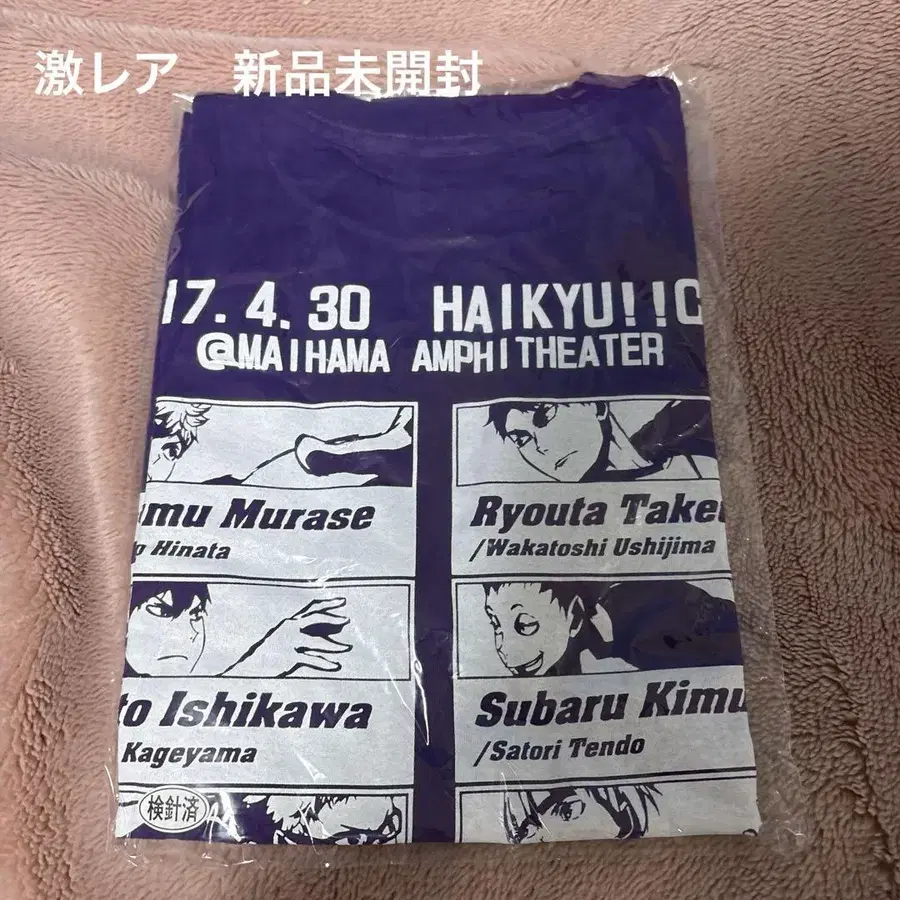 激レア 新品未開封
17.4.30 HAIKYU!!C
@MAIHAMA AMPHITHEATER
mu Murase
o Hinata
Ryouta Take
/Wakatoshi Ushijima
to Ishikawa
Kageyama
Subaru Kimu
/Satori Tendo
検針済